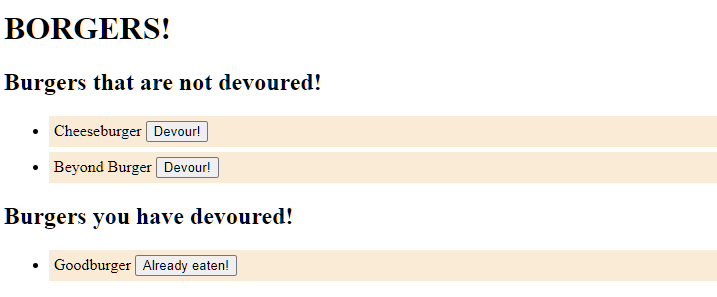 BORGERS!
Burgers that are not devoured!
Cheeseburger Devour!
Beyond Burger Devour!
Burgers you have devoured!
Goodburger Already eaten!